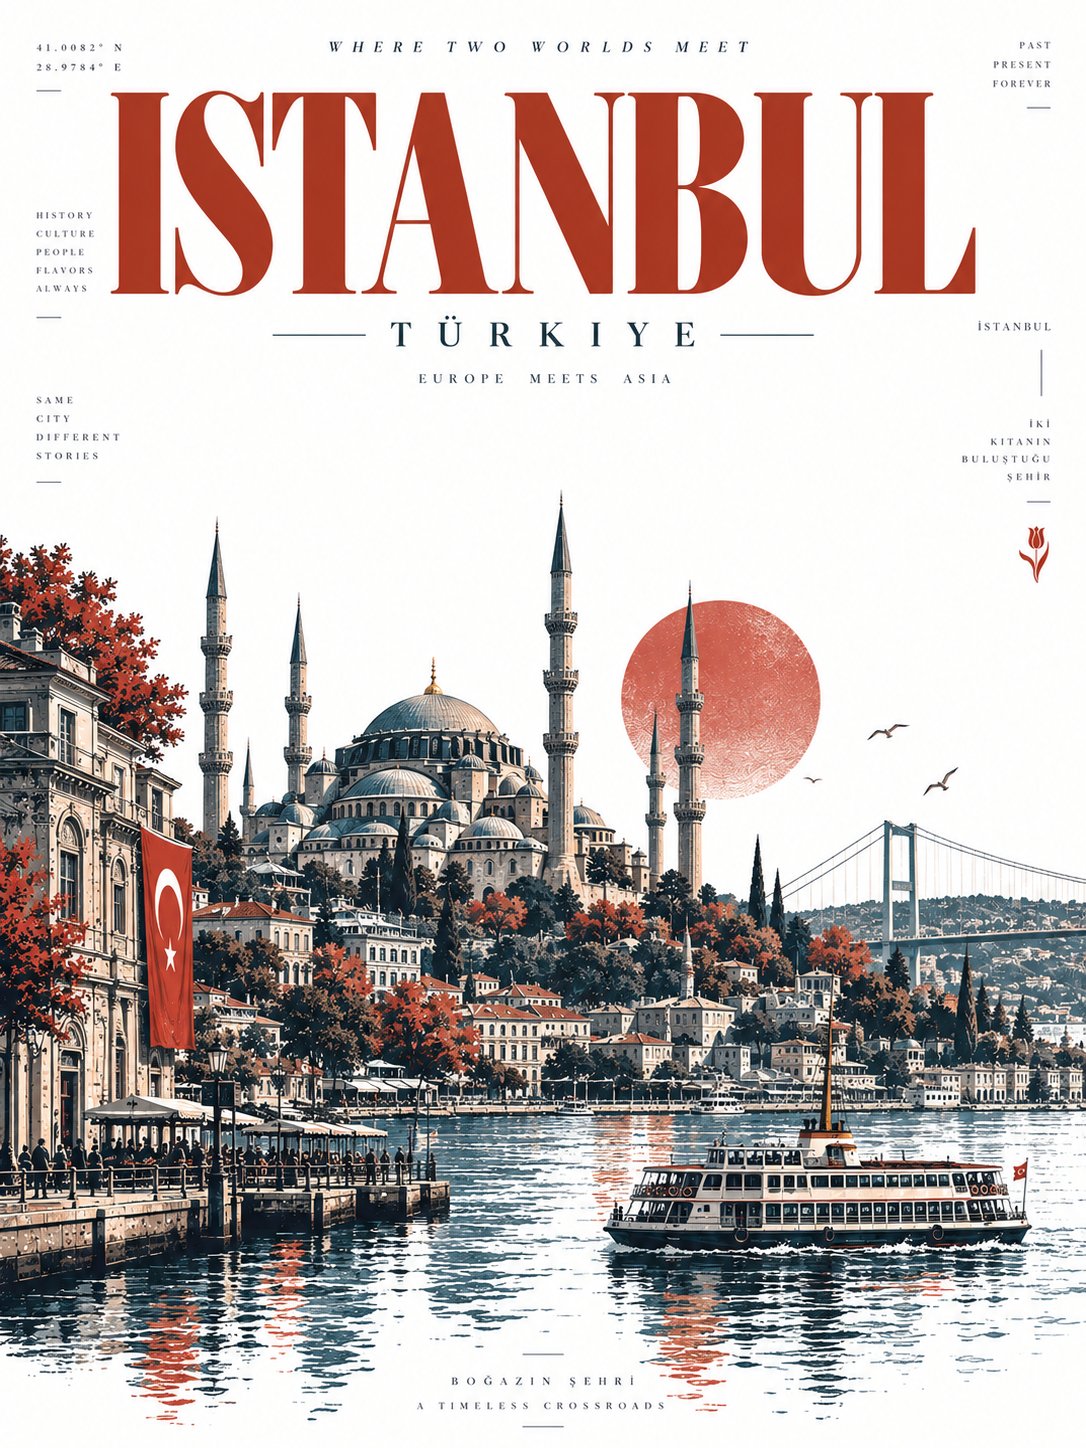 41.0082° N
28.9784° E
WHERE TWO WORLDS MEET
PAST
PRESENT
FOREVER
ISTANBUL
HISTORY
CULTURE
PEOPLE
FLAVORS
ALWAYS
TÜRKIYE
EUROPE MEETS ASIA
SAME
CITY
DIFFERENT
STORIES
İSTANBUL
İKİ
KITANIN
BULUŞTUĞU
ŞEHİR
BOĞAZIN ŞEHRİ
A TIMELESS CROSSROADS